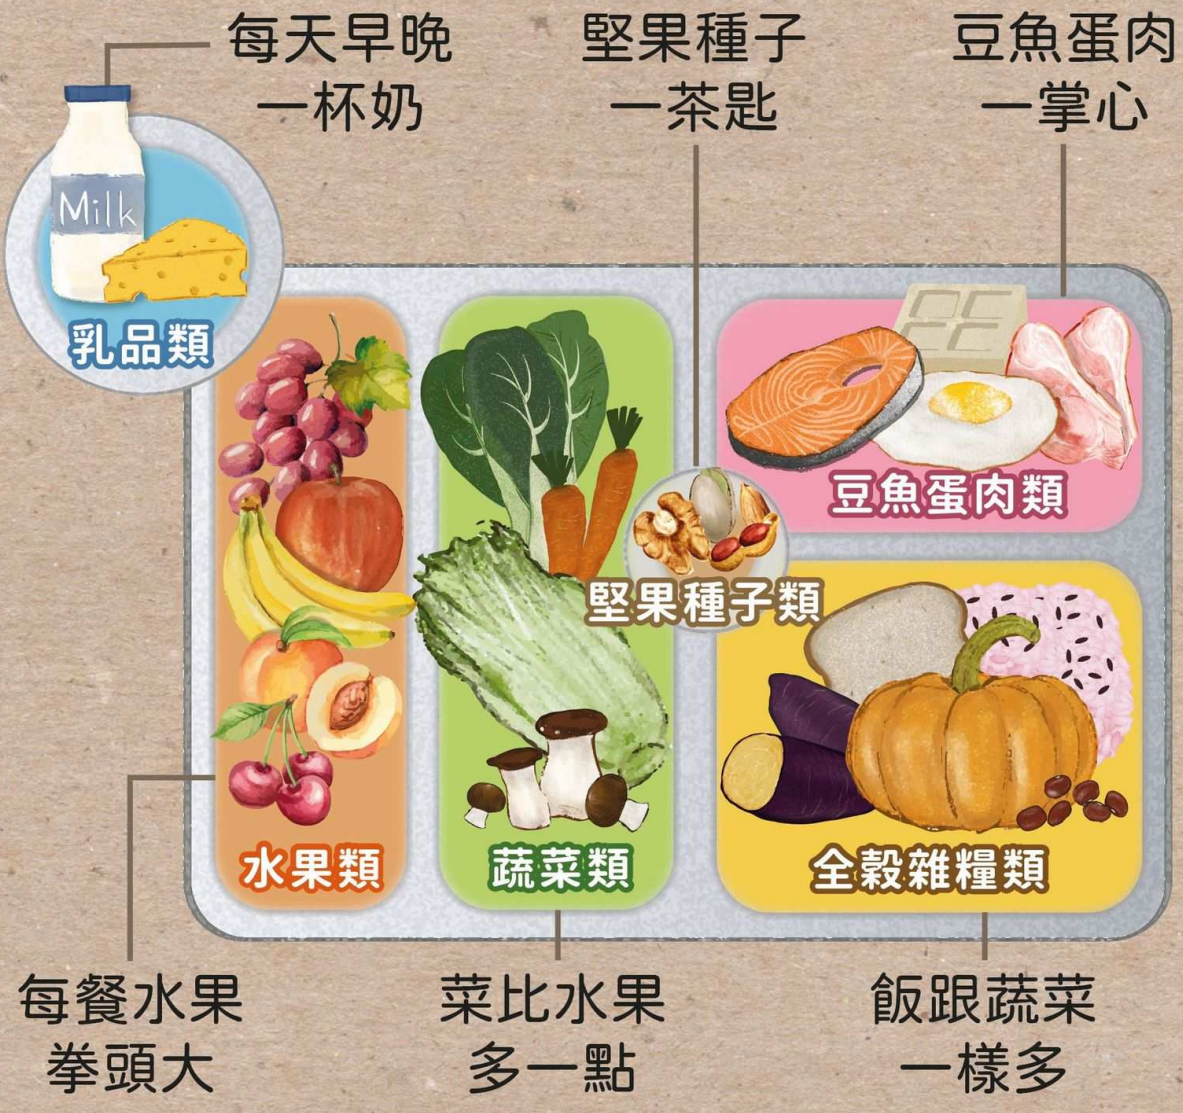 每天早晚
一杯奶
堅果種子
一茶匙
豆魚蛋肉
一掌心
Milk
乳品類
豆魚蛋肉類
堅果種子類
水果類
蔬菜類
全穀雜糧類
每餐水果
拳頭大
菜比水果
多一點
飯跟蔬菜
一樣多